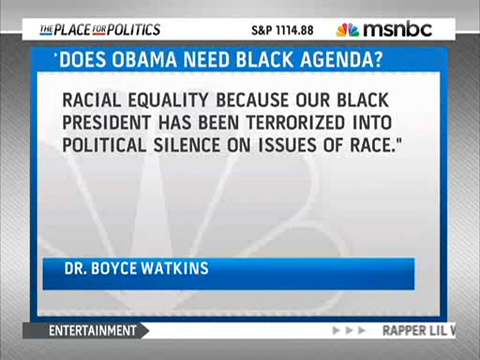 THE PLACE FOR POLITICS
S&P 1114.88
msnbc
'DOES OBAMA NEED BLACK AGENDA?
RACIAL EQUALITY BECAUSE OUR BLACK
PRESIDENT HAS BEEN TERRORIZED INTO
POLITICAL SILENCE ON ISSUES OF RACE."
DR. BOYCE WATKINS
ENTERTAINMENT
RAPPER LIL